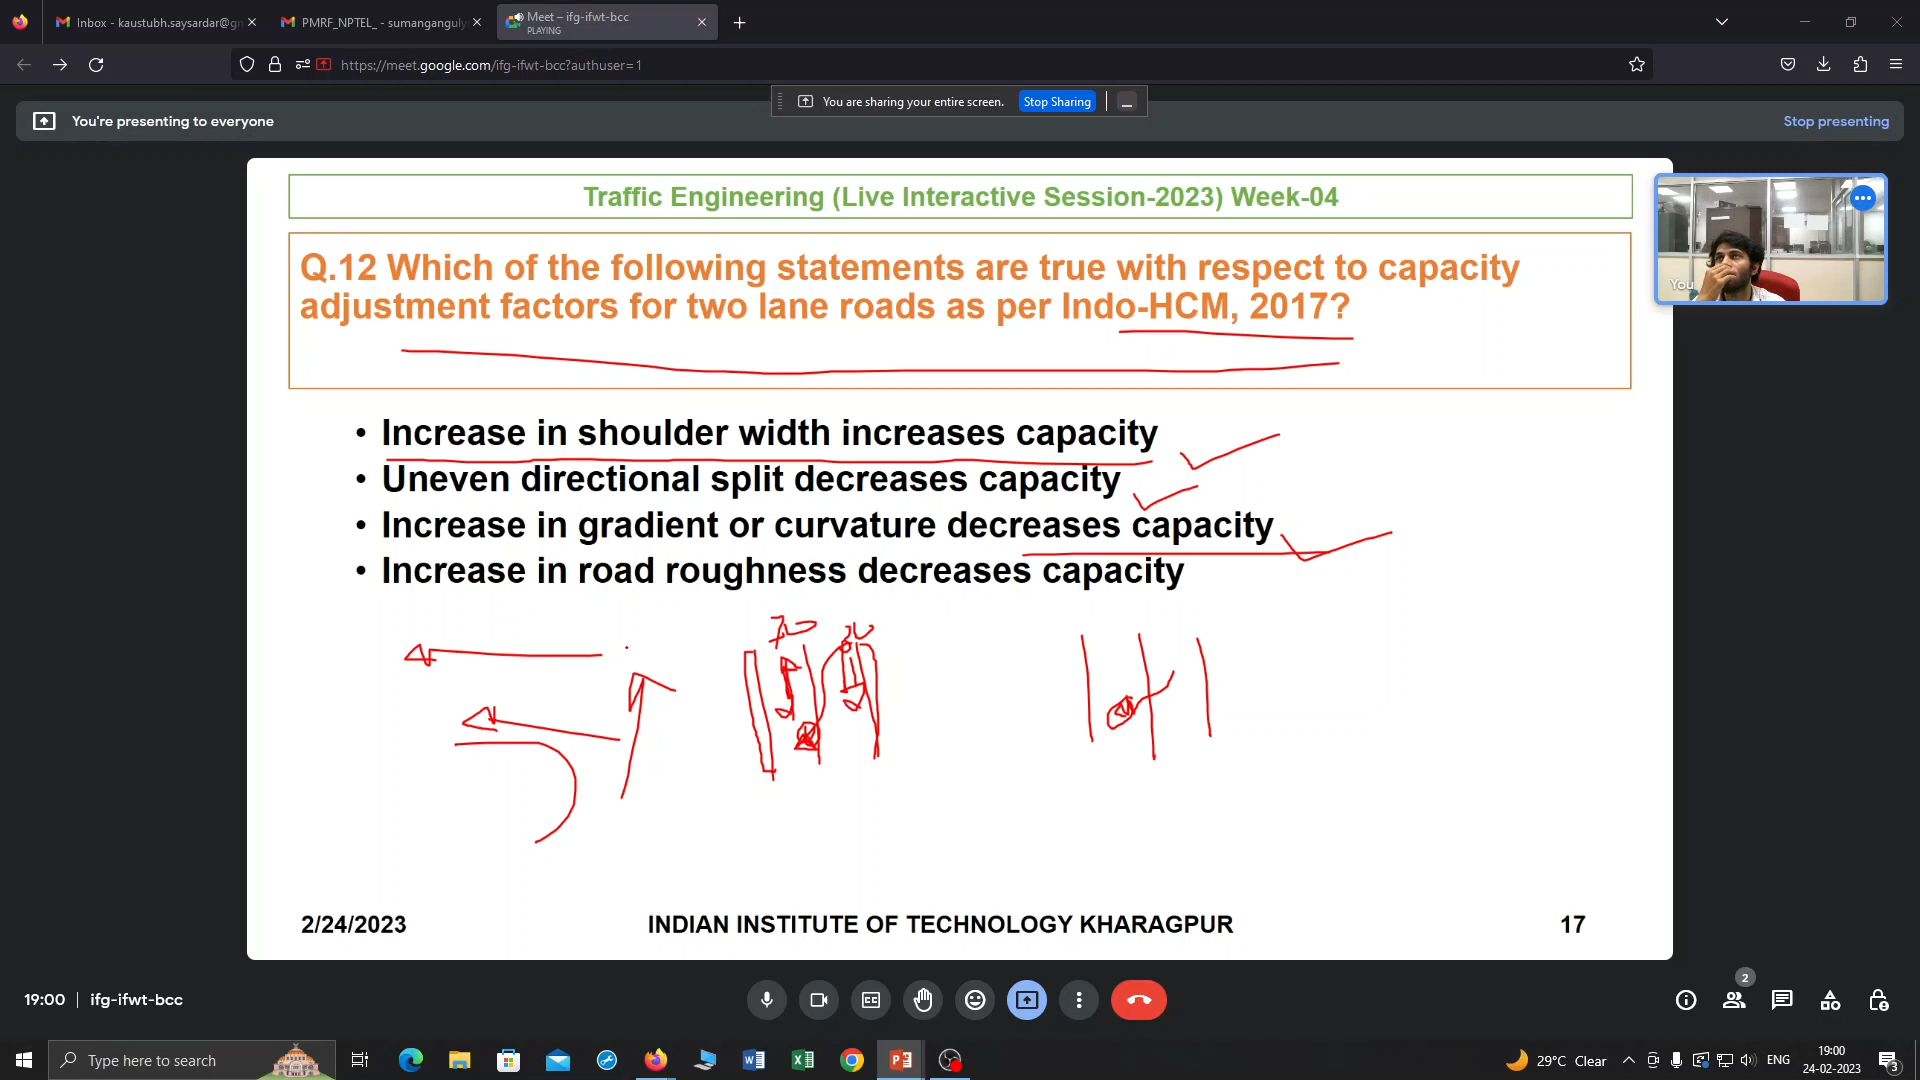 Inbox - kaustubh.saysardar@gm
PMRF_NPTEL_ - sumanganguly
Meet – ifg-ifwt-bcc
PLAYING
https://meet.google.com/ifg-ifwt-bcc?authuser=1
You are sharing your entire screen.
Stop Sharing
You're presenting to everyone
Stop presenting
Traffic Engineering (Live Interactive Session-2023) Week-04
Q.12 Which of the following statements are true with respect to capacity
adjustment factors for two lane roads as per Indo-HCM, 2017?
You
• Increase in shoulder width increases capacity
• Uneven directional split decreases capacity
• Increase in gradient or curvature decreases capacity
• Increase in road roughness decreases capacity
70
2/24/2023
INDIAN INSTITUTE OF TECHNOLOGY KHARAGPUR
17
2
19:00 | ifg-ifwt-bcc
Type here to search
29°C Clear
ENG
19:00
24-02-2023
3